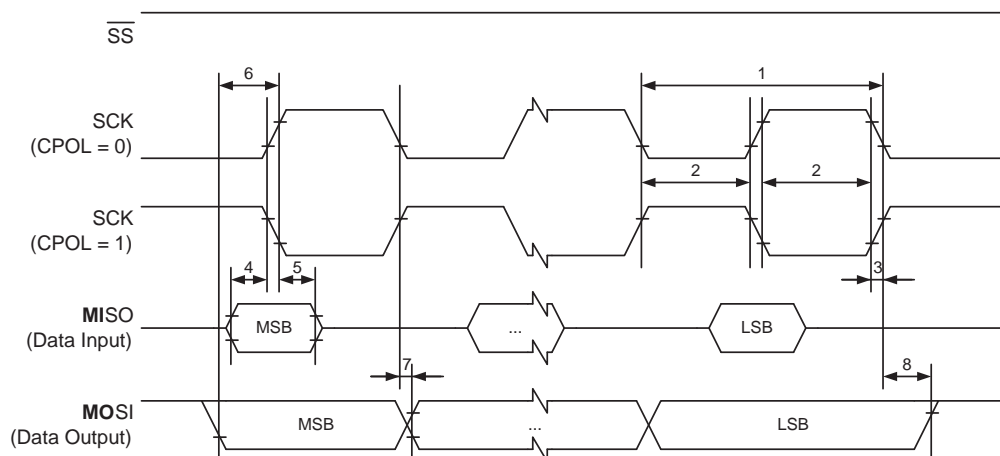 SS
6
1
SCK
(CPOL = 0)
2
2
SCK
(CPOL = 1)
4
5
3
MISO
(Data Input)
MSB
...
LSB
7
8
MOSI
(Data Output)
MSB
...
LSB